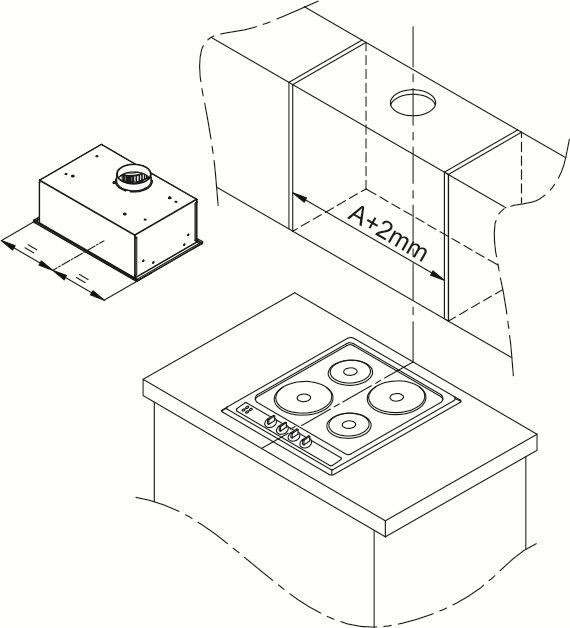 A+2mm
=
=